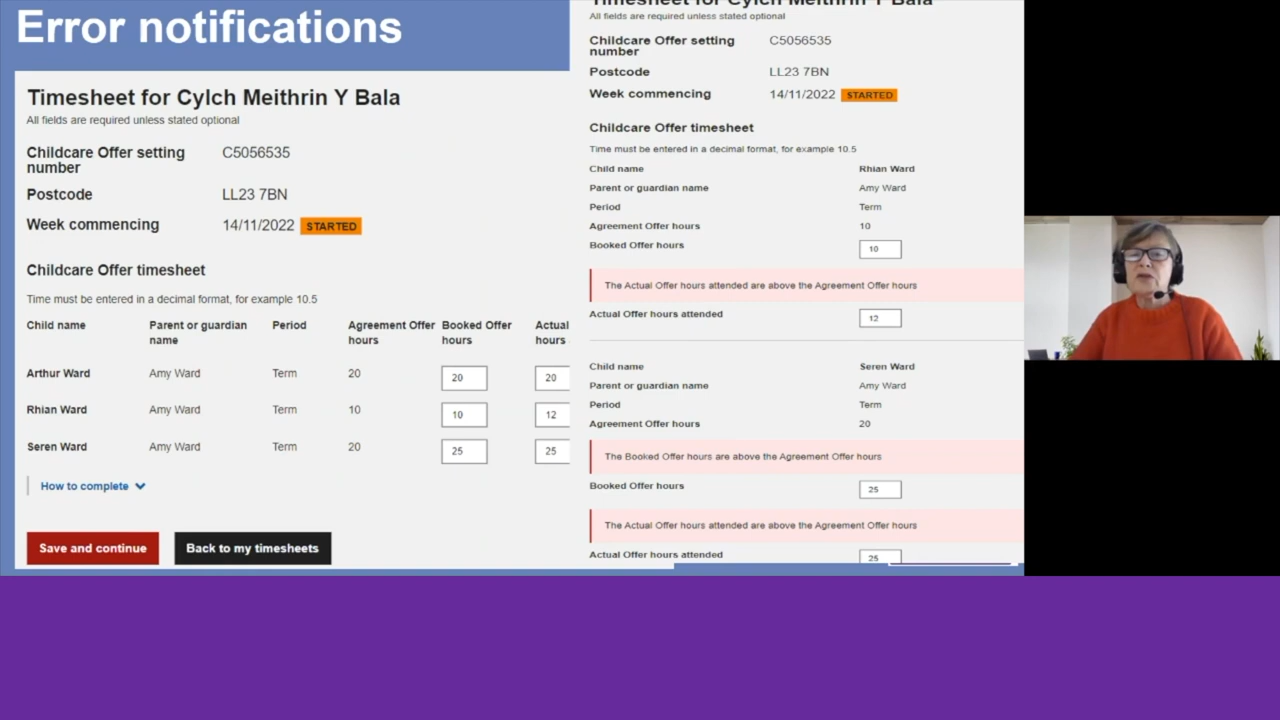 Error notifications
Timesheet for Cylch Meithrin Y Bala
All fields are required unless stated optional
Childcare Offer setting number C5056535
Postcode LL23 7BN
Week commencing 14/11/2022 STARTED
Childcare Offer timesheet
Time must be entered in a decimal format, for example 10.5
Child name Parent or guardian name Period Agreement Offer hours Booked Offer hours Actual hours
Arthur Ward Amy Ward Term 20 20 20
Rhian Ward Amy Ward Term 10 10 12
Seren Ward Amy Ward Term 20 25 25
How to complete
Save and continue Back to my timesheets
Timesheet for Cylch Meithrin Y Bala
All fields are required unless stated optional
Childcare Offer setting number C5056535
Postcode LL23 7BN
Week commencing 14/11/2022 STARTED
Childcare Offer timesheet
Time must be entered in a decimal format, for example 10.5
Child name Rhian Ward
Parent or guardian name Amy Ward
Period Term
Agreement Offer hours 10
Booked Offer hours 10
The Actual Offer hours attended are above the Agreement Offer hours
Actual Offer hours attended 12
Child name Seren Ward
Parent or guardian name Amy Ward
Period Term
Agreement Offer hours 20
The Booked Offer hours are above the Agreement Offer hours
Booked Offer hours 25
The Actual Offer hours attended are above the Agreement Offer hours
Actual Offer hours attended 25